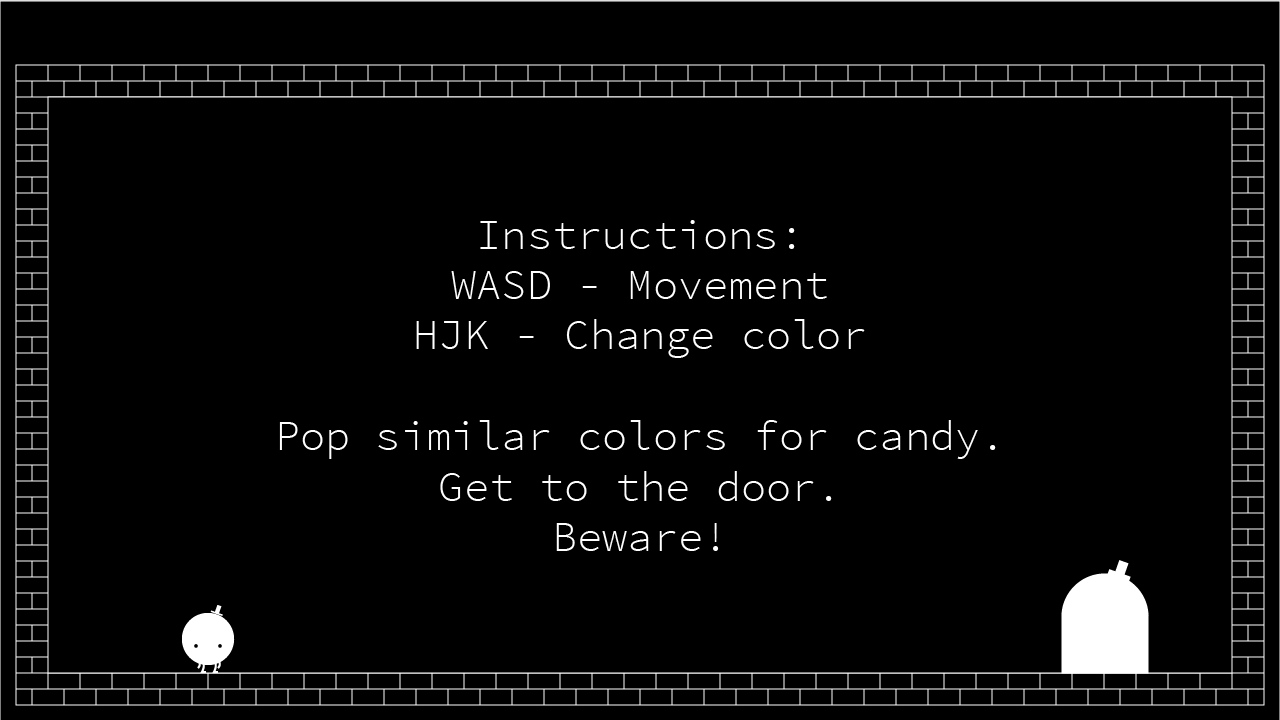 Instructions:
WASD - Movement
HJK - Change color
Pop similar colors for candy.
Get to the door.
Beware!